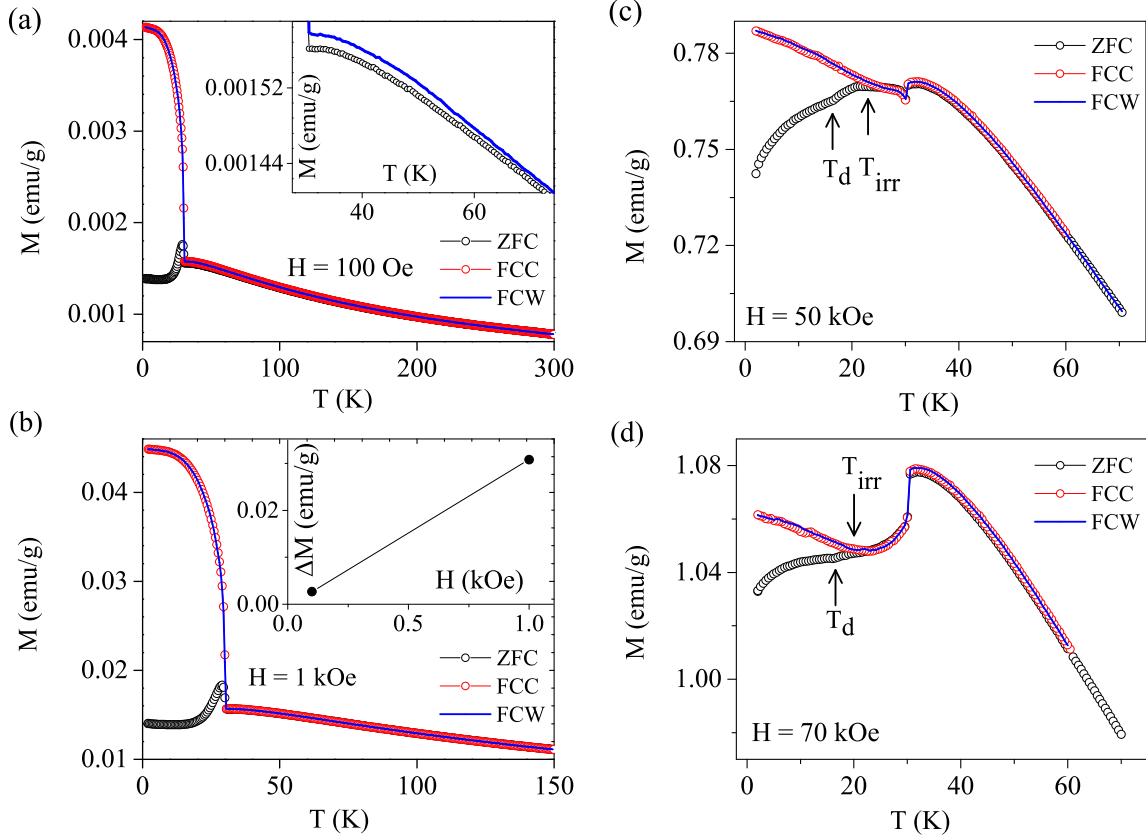 (a)
0.004
0.003
0.002
0.001
M (emu/g)
0.00152
0.00144
M (emu/g)
T (K)
40
60
ZFC
FCC
FCW
H = 100 Oe
0
100
200
300
T (K)
(b)
0.04
0.03
0.02
0.01
M (emu/g)
ΔM (emu/g)
0.02
0.00
H (kOe)
0.0
0.5
1.0
ZFC
FCC
FCW
H = 1 kOe
0
50
100
150
T (K)
(c)
0.78
0.75
0.72
0.69
M (emu/g)
ZFC
FCC
FCW
Td
Tirr
H = 50 kOe
0
20
40
60
T (K)
(d)
1.08
1.04
1.00
M (emu/g)
ZFC
FCC
FCW
Tirr
Td
H = 70 kOe
0
20
40
60
T (K)